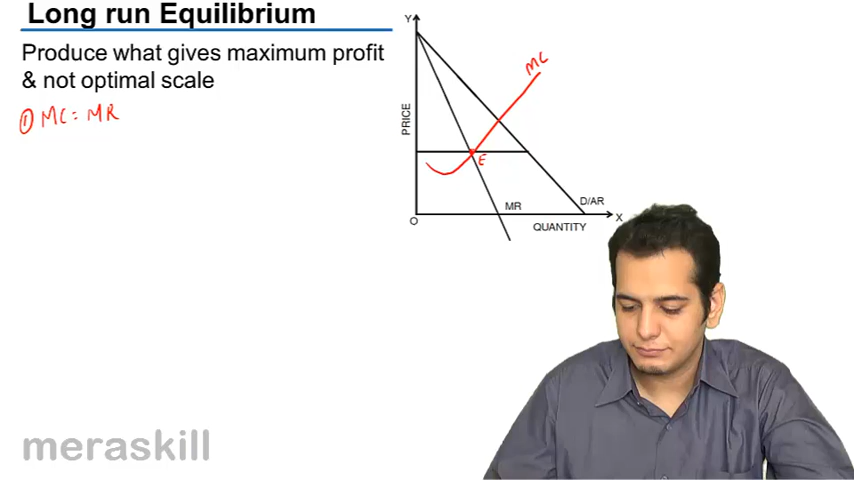 Long run Equilibrium
Produce what gives maximum profit
& not optimal scale
① MC = MR
Y
PRICE
MC
E
MR
D/AR
O
QUANTITY
X
meraskill